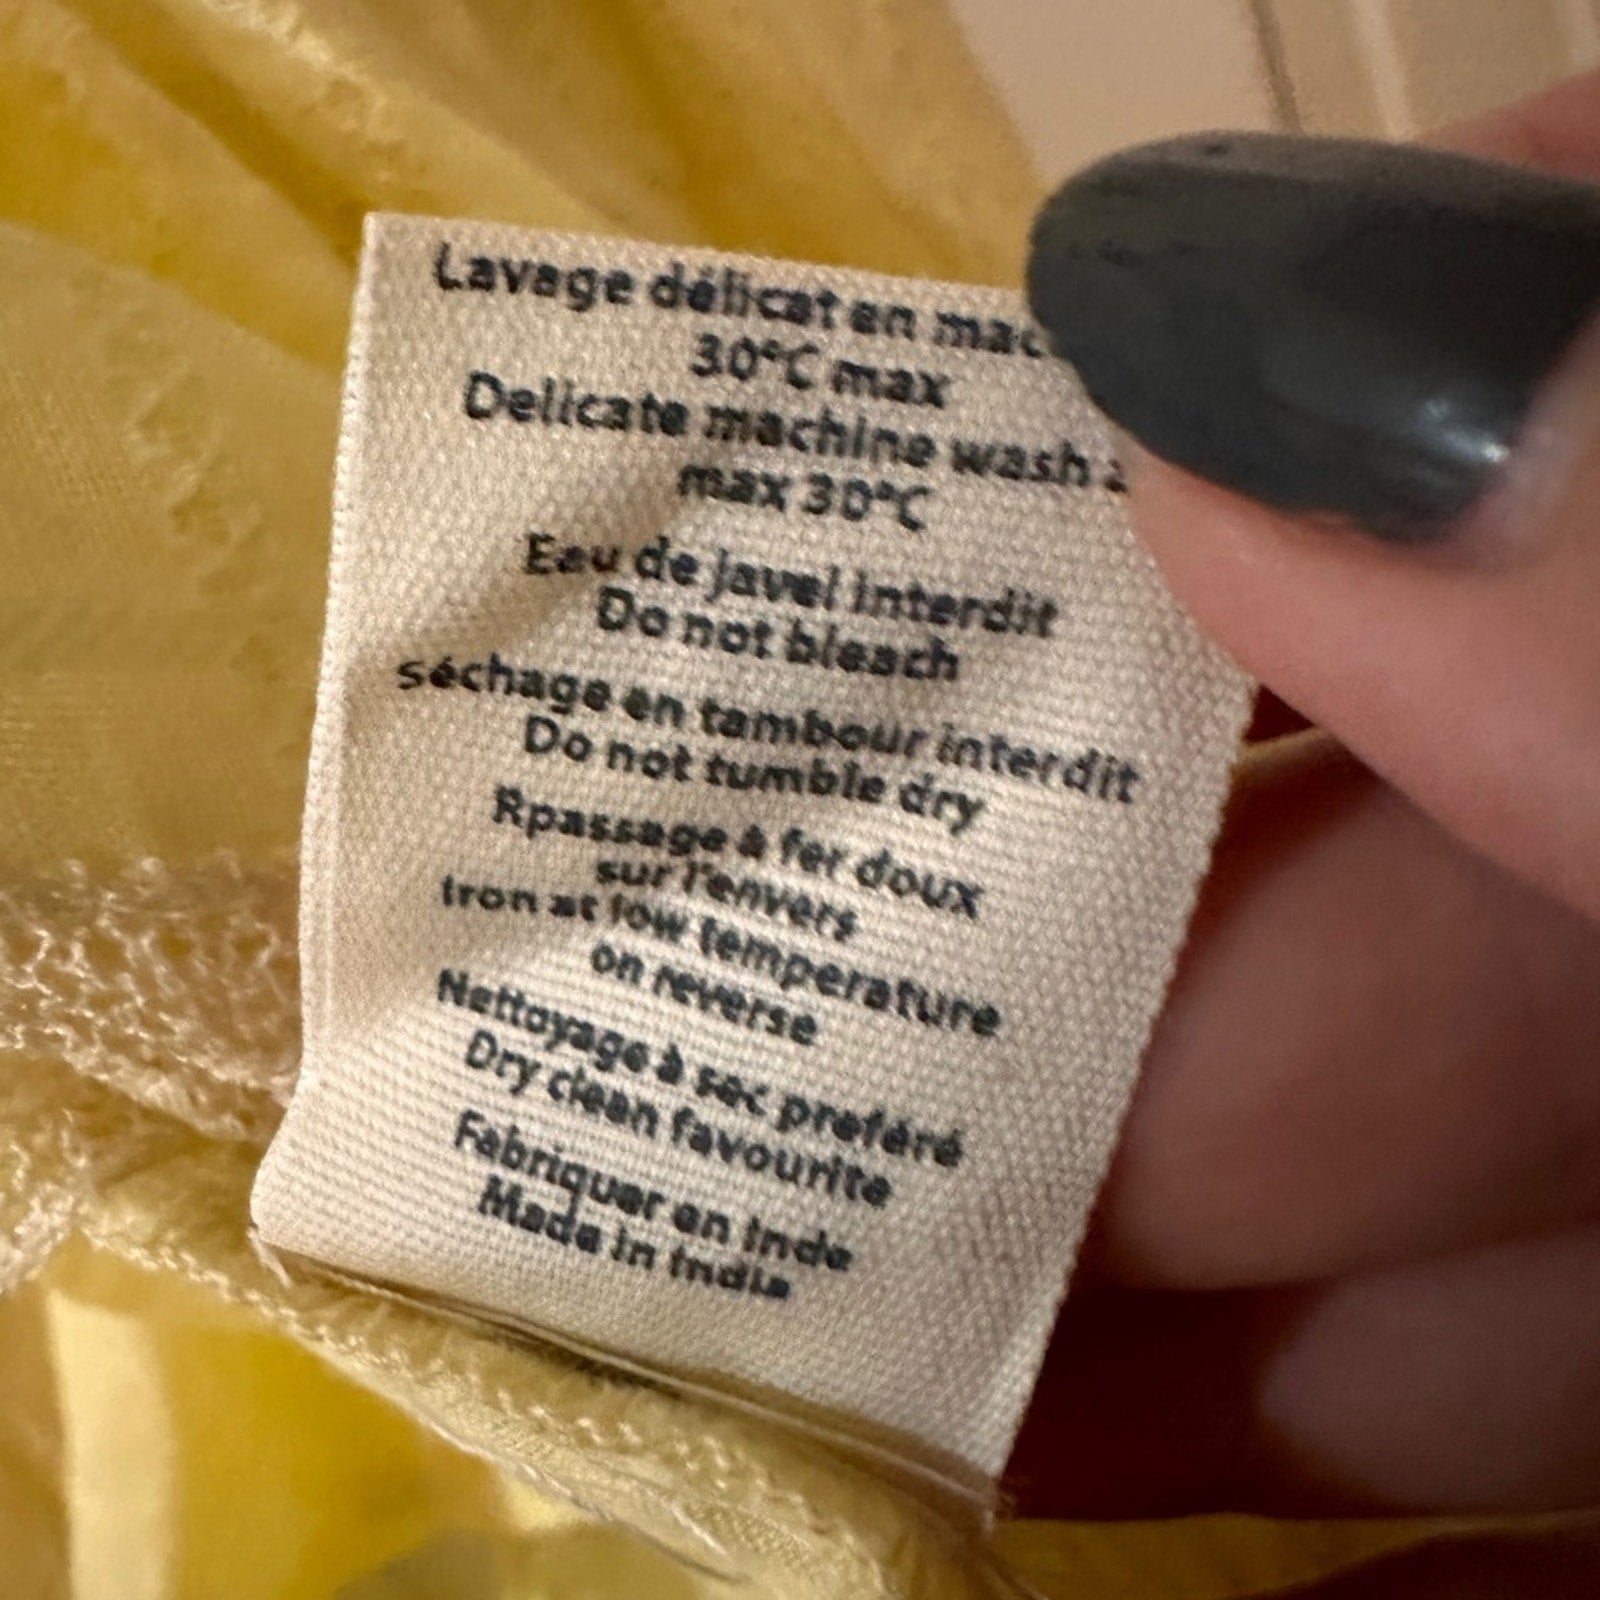 Lavage délicat en mac
30°C max
Delicate machine wash a
max 30°C
Eau de javel interdit
Do not bleach
séchage en tambour interdit
Do not tumble dry
Rpassage à fer doux
sur l'envers
Iron at low temperature
on reverse
Nettoyage à sec preféré
Dry clean favourite
Fabriquer en Inde
Made in India